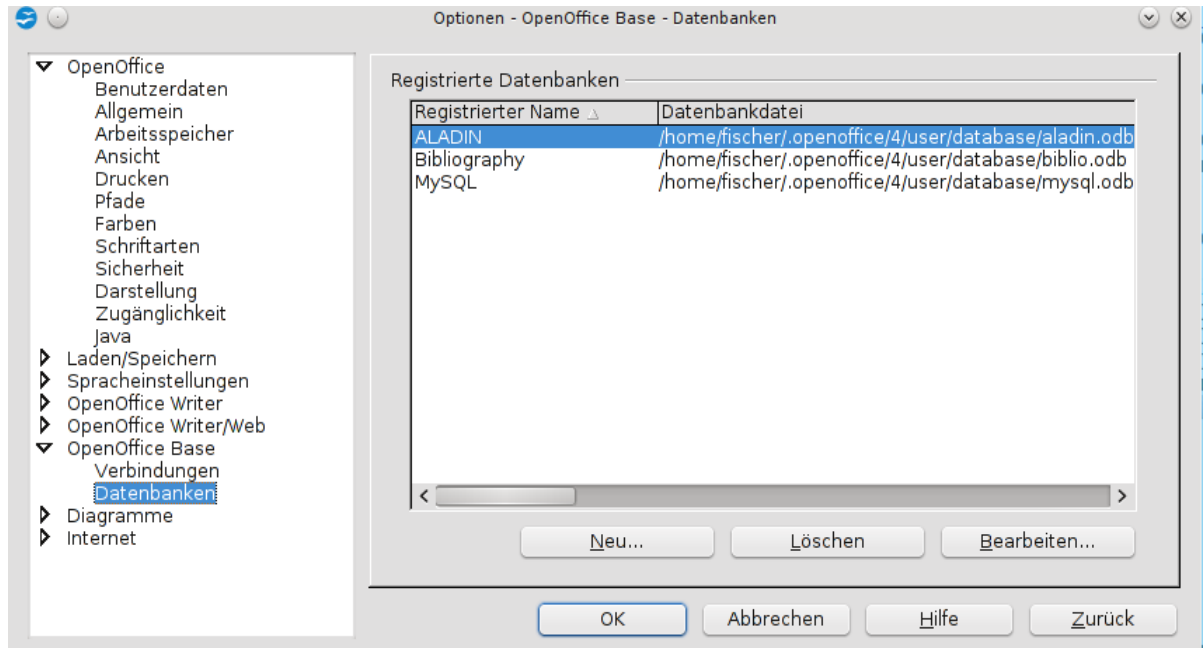 Optionen - OpenOffice Base - Datenbanken
OpenOffice
Benutzerdaten
Allgemein
Arbeitsspeicher
Ansicht
Drucken
Pfade
Farben
Schriftarten
Sicherheit
Darstellung
Zugänglichkeit
Java
Laden/Speichern
Spracheinstellungen
OpenOffice Writer
OpenOffice Writer/Web
OpenOffice Base
Verbindungen
Datenbanken
Diagramme
Internet
Registrierte Datenbanken
Registrierter Name Datenbankdatei
ALADIN /home/fischer/.openoffice/4/user/database/aladin.odb
Bibliography /home/fischer/.openoffice/4/user/database/biblio.odb
MySQL /home/fischer/.openoffice/4/user/database/mysql.odb
Neu... Löschen Bearbeiten...
OK Abbrechen Hilfe Zurück